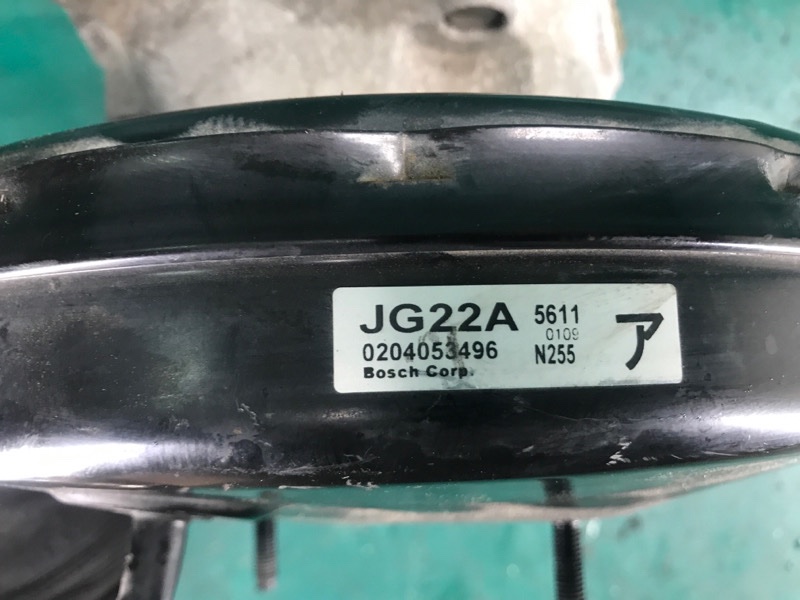 JG22A 5611
0109
0204053496 N255
Bosch Corp.
ア